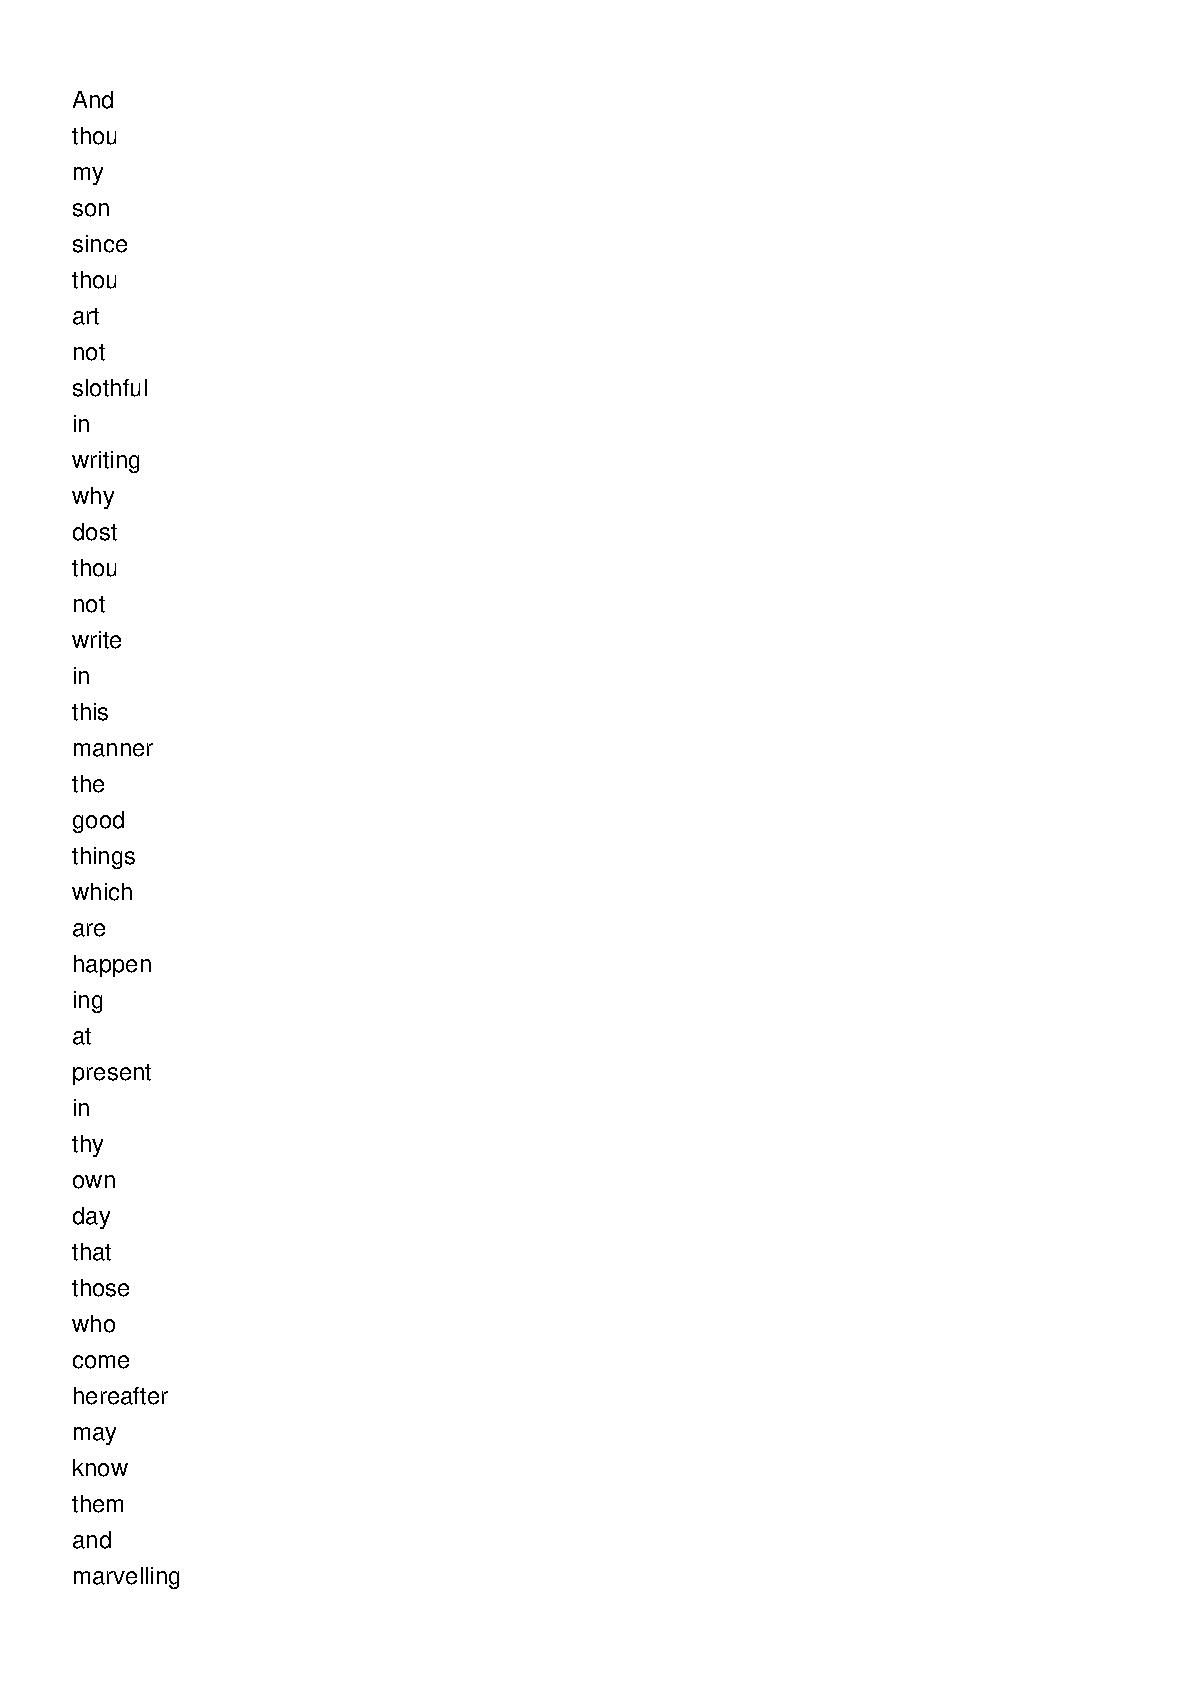 And
thou
my
son
since
thou
art
not
slothful
in
writing
why
dost
thou
not
write
in
this
manner
the
good
things
which
are
happen
ing
at
present
in
thy
own
day
that
those
who
come
hereafter
may
know
them
and
marvelling